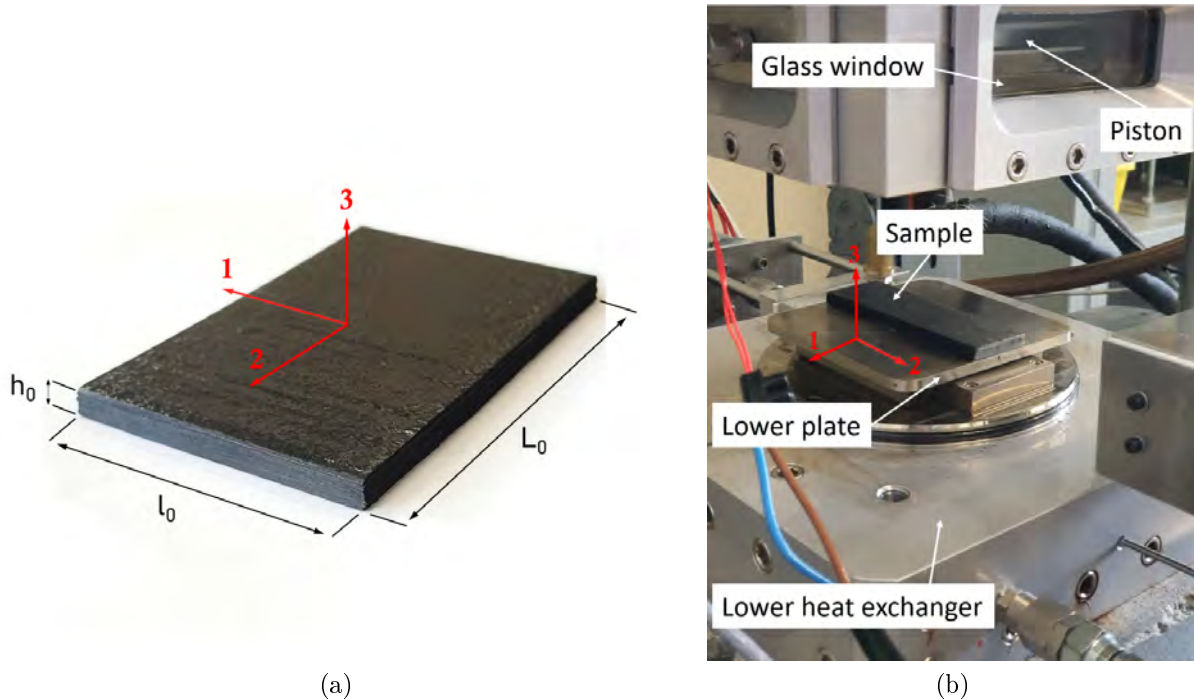 3
1
2
h₀
L₀
l₀
(a)
Glass window
Piston
Sample
3
1
2
Lower plate
Lower heat exchanger
(b)